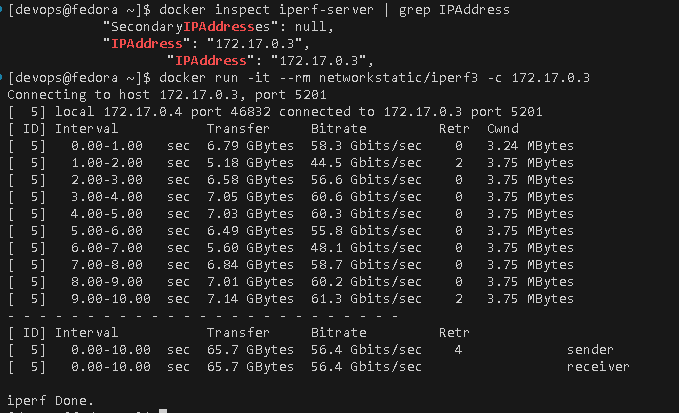 [devops@fedora ~]$ docker inspect iperf-server | grep IPAddress
            "SecondaryIPAddresses": null,
            "IPAddress": "172.17.0.3",
                    "IPAddress": "172.17.0.3",
[devops@fedora ~]$ docker run -it --rm networkstatic/iperf3 -c 172.17.0.3
Connecting to host 172.17.0.3, port 5201
[  5] local 172.17.0.4 port 46832 connected to 172.17.0.3 port 5201
[ ID] Interval           Transfer     Bitrate         Retr  Cwnd
[  5]   0.00-1.00   sec  6.79 GBytes  58.3 Gbits/sec    0   3.24 MBytes
[  5]   1.00-2.00   sec  5.18 GBytes  44.5 Gbits/sec    2   3.75 MBytes
[  5]   2.00-3.00   sec  6.58 GBytes  56.6 Gbits/sec    0   3.75 MBytes
[  5]   3.00-4.00   sec  7.05 GBytes  60.6 Gbits/sec    0   3.75 MBytes
[  5]   4.00-5.00   sec  7.03 GBytes  60.3 Gbits/sec    0   3.75 MBytes
[  5]   5.00-6.00   sec  6.49 GBytes  55.8 Gbits/sec    0   3.75 MBytes
[  5]   6.00-7.00   sec  5.60 GBytes  48.1 Gbits/sec    0   3.75 MBytes
[  5]   7.00-8.00   sec  6.84 GBytes  58.7 Gbits/sec    0   3.75 MBytes
[  5]   8.00-9.00   sec  7.01 GBytes  60.2 Gbits/sec    0   3.75 MBytes
[  5]   9.00-10.00  sec  7.14 GBytes  61.3 Gbits/sec    2   3.75 MBytes
- - - - - - - - - - - - - - - - - - - - - - - - -
[ ID] Interval           Transfer     Bitrate         Retr
[  5]   0.00-10.00  sec  65.7 GBytes  56.4 Gbits/sec    4             sender
[  5]   0.00-10.00  sec  65.7 GBytes  56.4 Gbits/sec                  receiver
iperf Done.